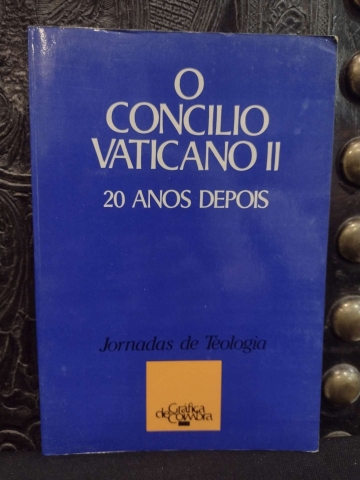 O
CONCILIO
VATICANO II
20 ANOS DEPOIS
Jornadas de Teologia
Gráfica
de Coimbra